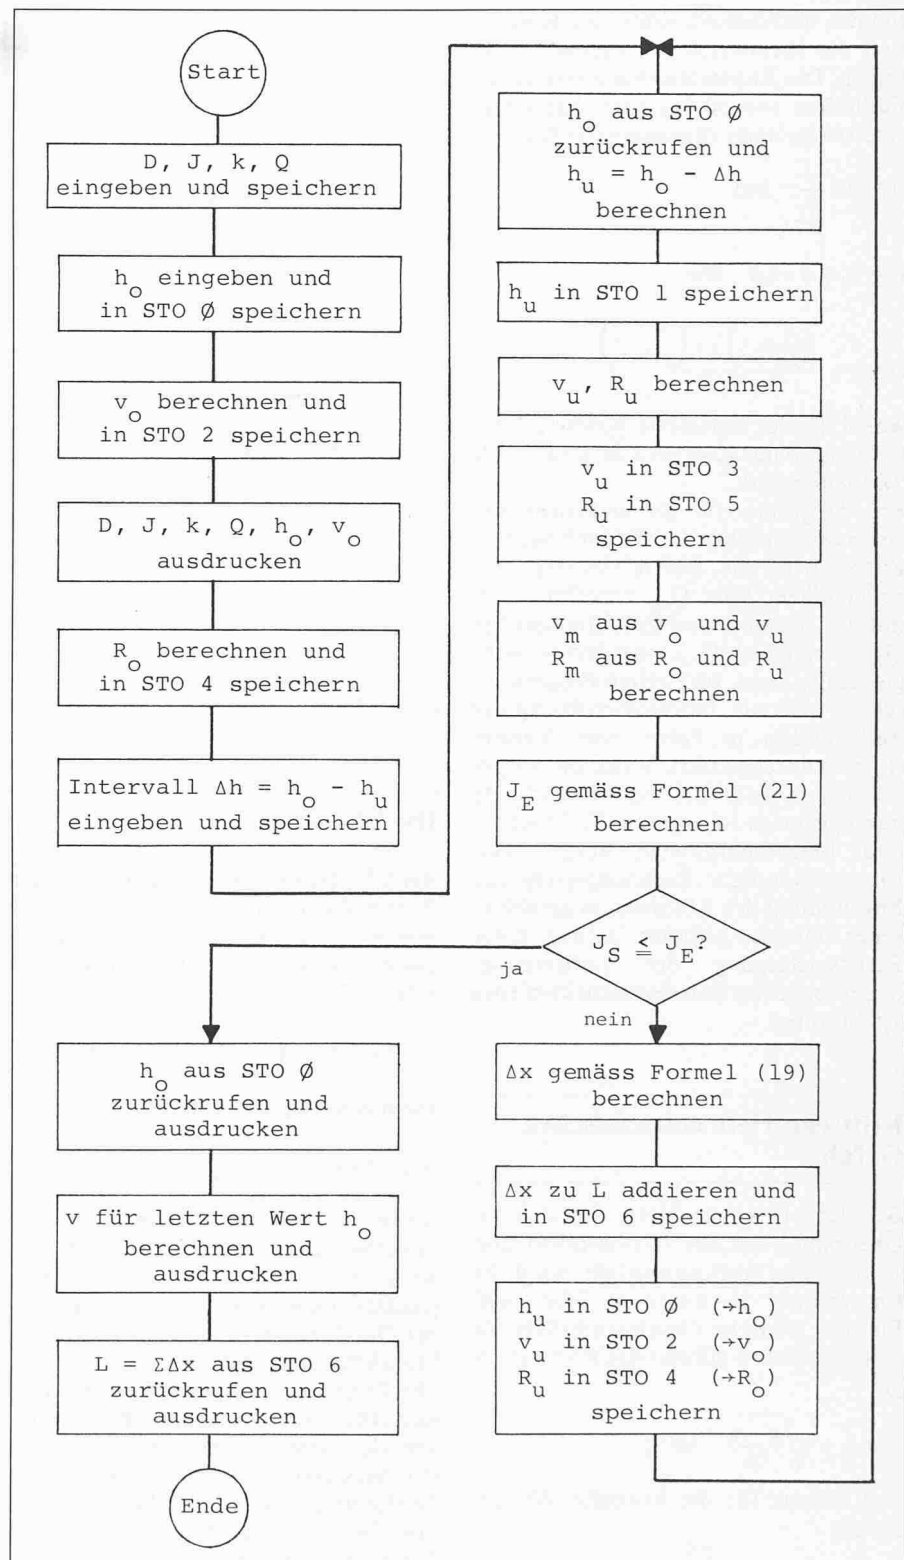 Start
D, J, k, Q
eingeben und speichern
h_o eingeben und
in STO Ø speichern
v_o berechnen und
in STO 2 speichern
D, J, k, Q, h_o, v_o
ausdrucken
R_o berechnen und
in STO 4 speichern
Intervall Δh = h_o - h_u
eingeben und speichern
h_o aus STO Ø
zurückrufen und
h_u = h_o - Δh
berechnen
h_u in STO 1 speichern
v_u, R_u berechnen
v_u in STO 3
R_u in STO 5
speichern
v_m aus v_o und v_u
R_m aus R_o und R_u
berechnen
J_E gemäss Formel (21)
berechnen
J_S ≦ J_E?
ja
nein
h_o aus STO Ø
zurückrufen und
ausdrucken
v für letzten Wert h_o
berechnen und
ausdrucken
L = ΣΔx aus STO 6
zurückrufen und
ausdrucken
Ende
Δx gemäss Formel (19)
berechnen
Δx zu L addieren und
in STO 6 speichern
h_u in STO Ø (→h_o)
v_u in STO 2 (→v_o)
R_u in STO 4 (→R_o)
speichern